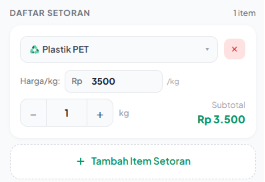 DAFTAR SETORAN 1 item
Plastik PET
Harga/kg: Rp 3500 /kg
Subtotal
− 1 + kg
Rp 3.500
+ Tambah Item Setoran